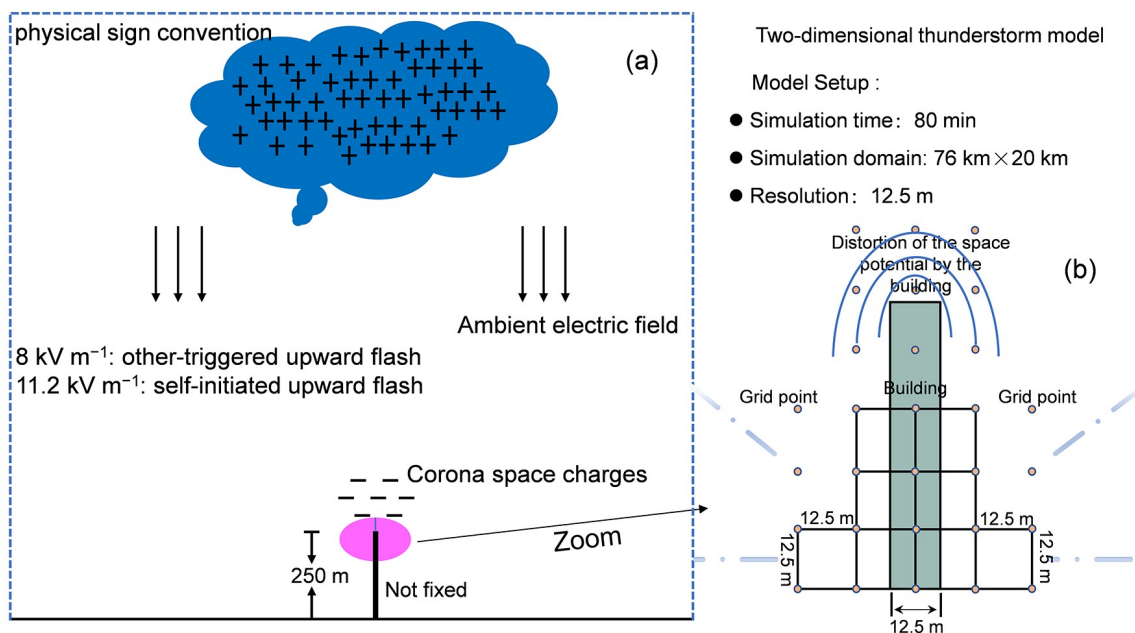 physical sign convention
(a)
Ambient electric field
8 kV m⁻¹: other-triggered upward flash
11.2 kV m⁻¹: self-initiated upward flash
Corona space charges
Zoom
250 m
Not fixed
Two-dimensional thunderstorm model
Model Setup :
● Simulation time: 80 min
● Simulation domain: 76 km×20 km
● Resolution: 12.5 m
Distortion of the space
potential by the
building
(b)
Grid point
Building
Grid point
12.5 m
12.5 m
12.5 m
12.5 m
12.5 m